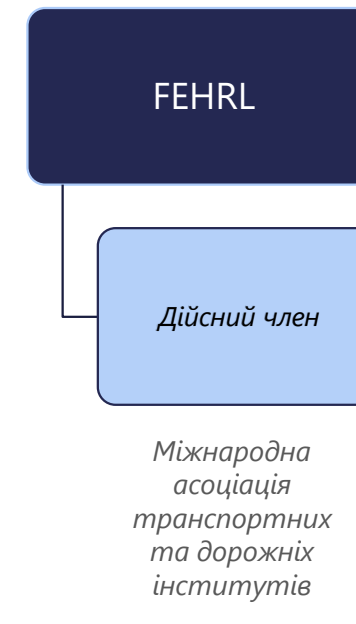 FEHRL
Дійсний член
Міжнародна
асоціація
транспортних
та дорожніх
інститутів